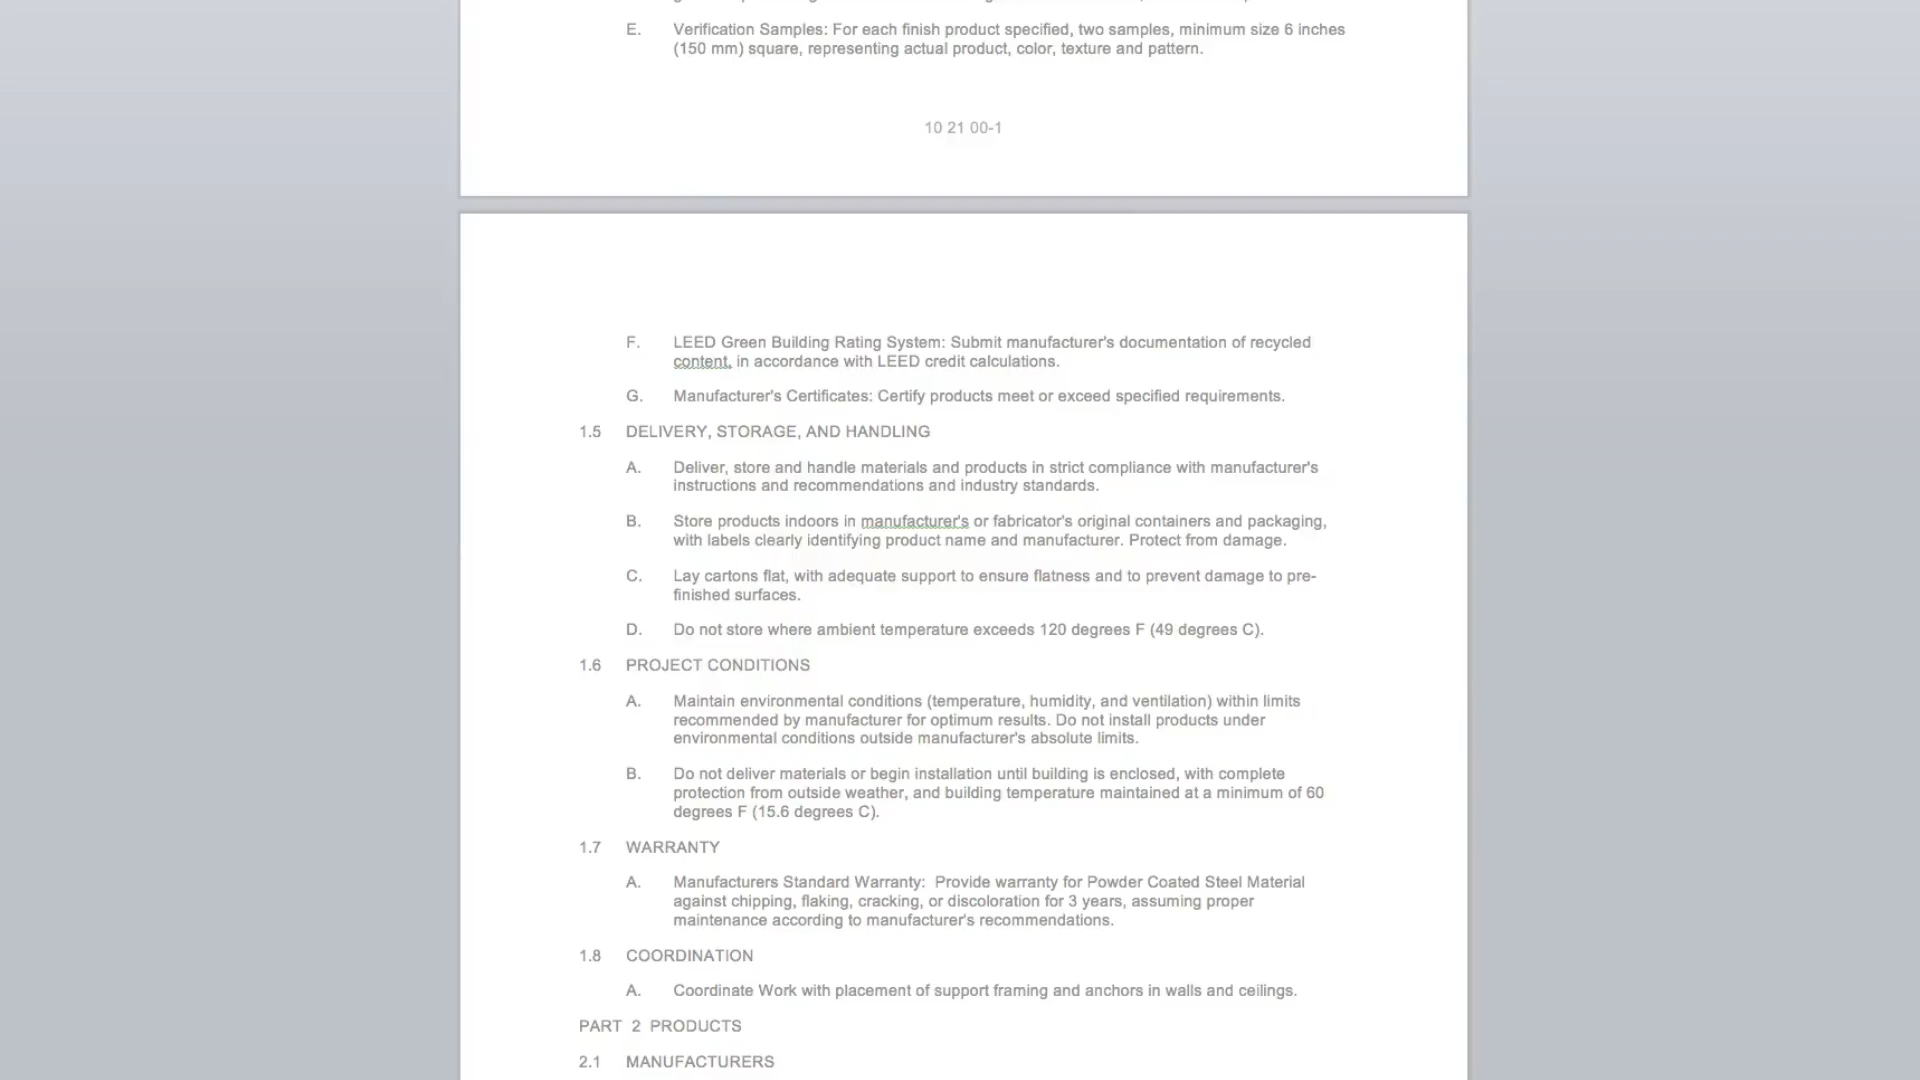 E. Verification Samples: For each finish product specified, two samples, minimum size 6 inches
(150 mm) square, representing actual product, color, texture and pattern.
10 21 00-1
F. LEED Green Building Rating System: Submit manufacturer's documentation of recycled
content, in accordance with LEED credit calculations.
G. Manufacturer's Certificates: Certify products meet or exceed specified requirements.
1.5 DELIVERY, STORAGE, AND HANDLING
A. Deliver, store and handle materials and products in strict compliance with manufacturer's
instructions and recommendations and industry standards.
B. Store products indoors in manufacturer's or fabricator's original containers and packaging,
with labels clearly identifying product name and manufacturer. Protect from damage.
C. Lay cartons flat, with adequate support to ensure flatness and to prevent damage to pre-
finished surfaces.
D. Do not store where ambient temperature exceeds 120 degrees F (49 degrees C).
1.6 PROJECT CONDITIONS
A. Maintain environmental conditions (temperature, humidity, and ventilation) within limits
recommended by manufacturer for optimum results. Do not install products under
environmental conditions outside manufacturer's absolute limits.
B. Do not deliver materials or begin installation until building is enclosed, with complete
protection from outside weather, and building temperature maintained at a minimum of 60
degrees F (15.6 degrees C).
1.7 WARRANTY
A. Manufacturers Standard Warranty: Provide warranty for Powder Coated Steel Material
against chipping, flaking, cracking, or discoloration for 3 years, assuming proper
maintenance according to manufacturer's recommendations.
1.8 COORDINATION
A. Coordinate Work with placement of support framing and anchors in walls and ceilings.
PART 2 PRODUCTS
2.1 MANUFACTURERS